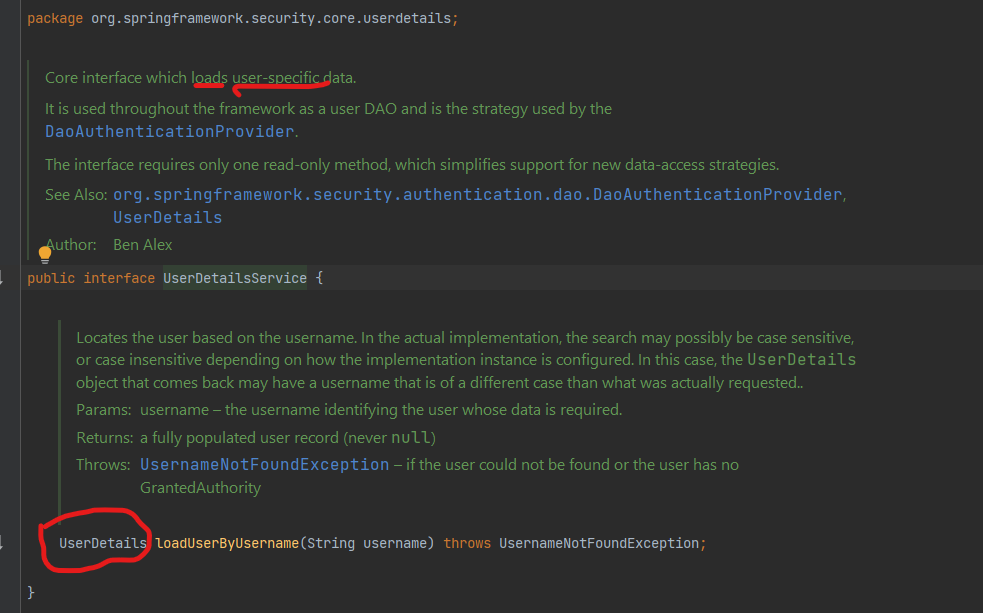 package org.springframework.security.core.userdetails;
Core interface which loads user-specific data.
It is used throughout the framework as a user DAO and is the strategy used by the
DaoAuthenticationProvider.
The interface requires only one read-only method, which simplifies support for new data-access strategies.
See Also: org.springframework.security.authentication.dao.DaoAuthenticationProvider,
UserDetails
Author: Ben Alex
public interface UserDetailsService {
Locates the user based on the username. In the actual implementation, the search may possibly be case sensitive,
or case insensitive depending on how the implementation instance is configured. In this case, the UserDetails
object that comes back may have a username that is of a different case than what was actually requested..
Params: username – the username identifying the user whose data is required.
Returns: a fully populated user record (never null)
Throws: UsernameNotFoundException – if the user could not be found or the user has no
GrantedAuthority
UserDetails loadUserByUsername(String username) throws UsernameNotFoundException;
}